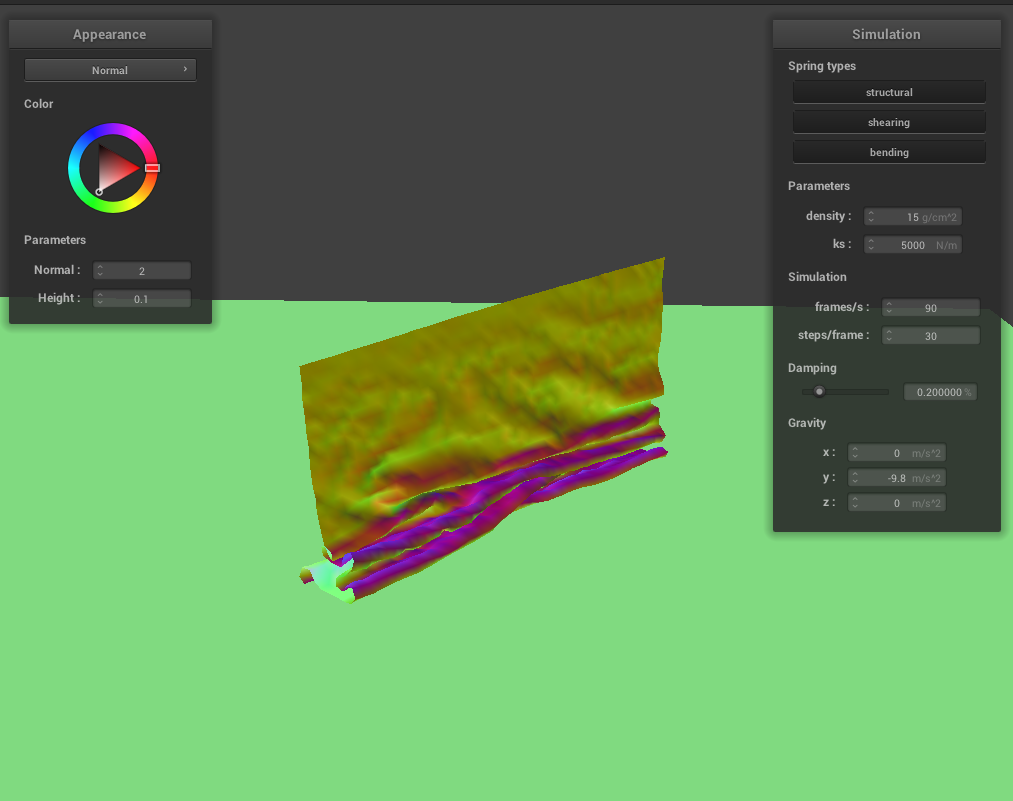 Appearance
Normal
Color
Parameters
Normal :
2
Height :
0.1
Simulation
Spring types
structural
shearing
bending
Parameters
density :
15 g/cm^2
ks :
5000 N/m
Simulation
frames/s :
90
steps/frame :
30
Damping
0.200000 %
Gravity
x :
0 m/s^2
y :
-9.8 m/s^2
z :
0 m/s^2